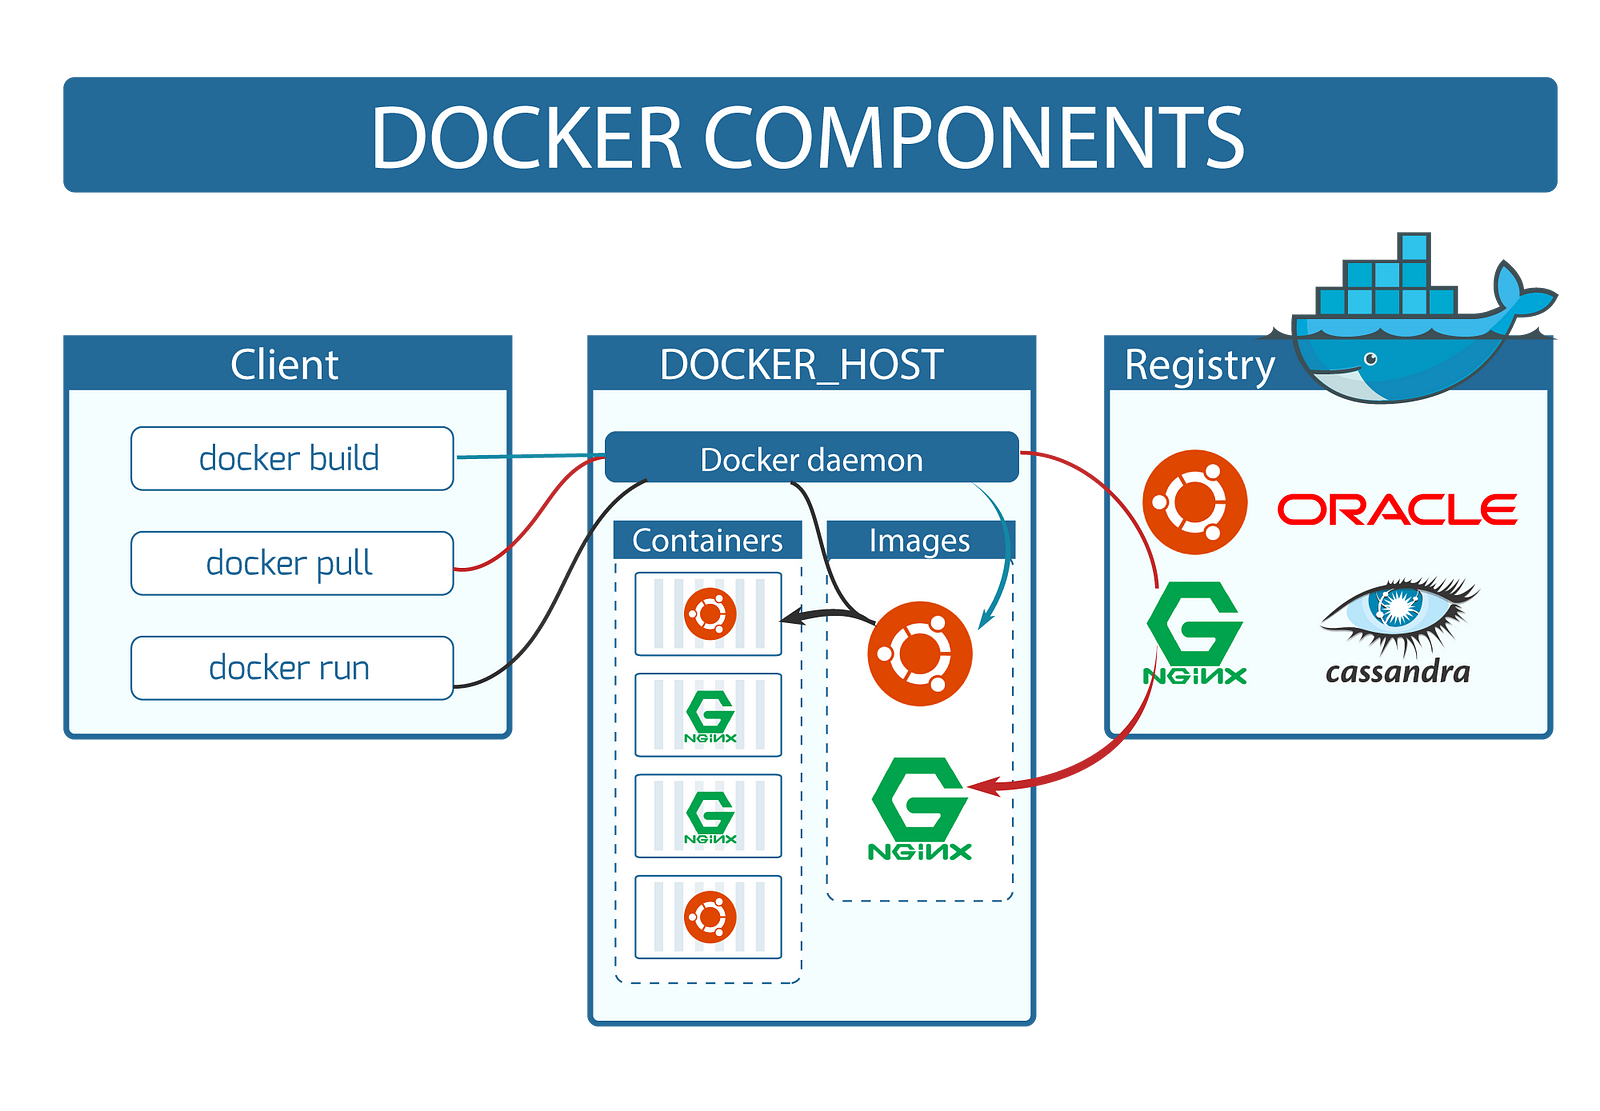 DOCKER COMPONENTS
Client
docker build
docker pull
docker run
DOCKER_HOST
Docker daemon
Containers
NGiNX
NGiNX
Images
NGiNX
Registry
ORACLE
NGiNX
cassandra